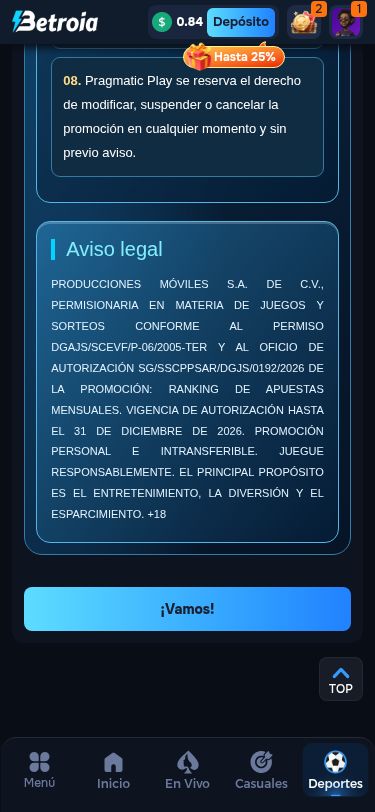 Betroia
$ 0.84 Depósito 2 1
Hasta 25%
08. Pragmatic Play se reserva el derecho
de modificar, suspender o cancelar la
promoción en cualquier momento y sin
previo aviso.
Aviso legal
PRODUCCIONES MÓVILES S.A. DE C.V.,
PERMISIONARIA EN MATERIA DE JUEGOS Y
SORTEOS CONFORME AL PERMISO
DGAJS/SCEVF/P-06/2005-TER Y AL OFICIO DE
AUTORIZACIÓN SG/SSCPPSAR/DGJS/0192/2026 DE
LA PROMOCIÓN: RANKING DE APUESTAS
MENSUALES. VIGENCIA DE AUTORIZACIÓN HASTA
EL 31 DE DICIEMBRE DE 2026. PROMOCIÓN
PERSONAL E INTRANSFERIBLE. JUEGUE
RESPONSABLEMENTE. EL PRINCIPAL PROPÓSITO
ES EL ENTRETENIMIENTO, LA DIVERSIÓN Y EL
ESPARCIMIENTO. +18
¡Vamos!
TOP
Menú Inicio En Vivo Casuales Deportes